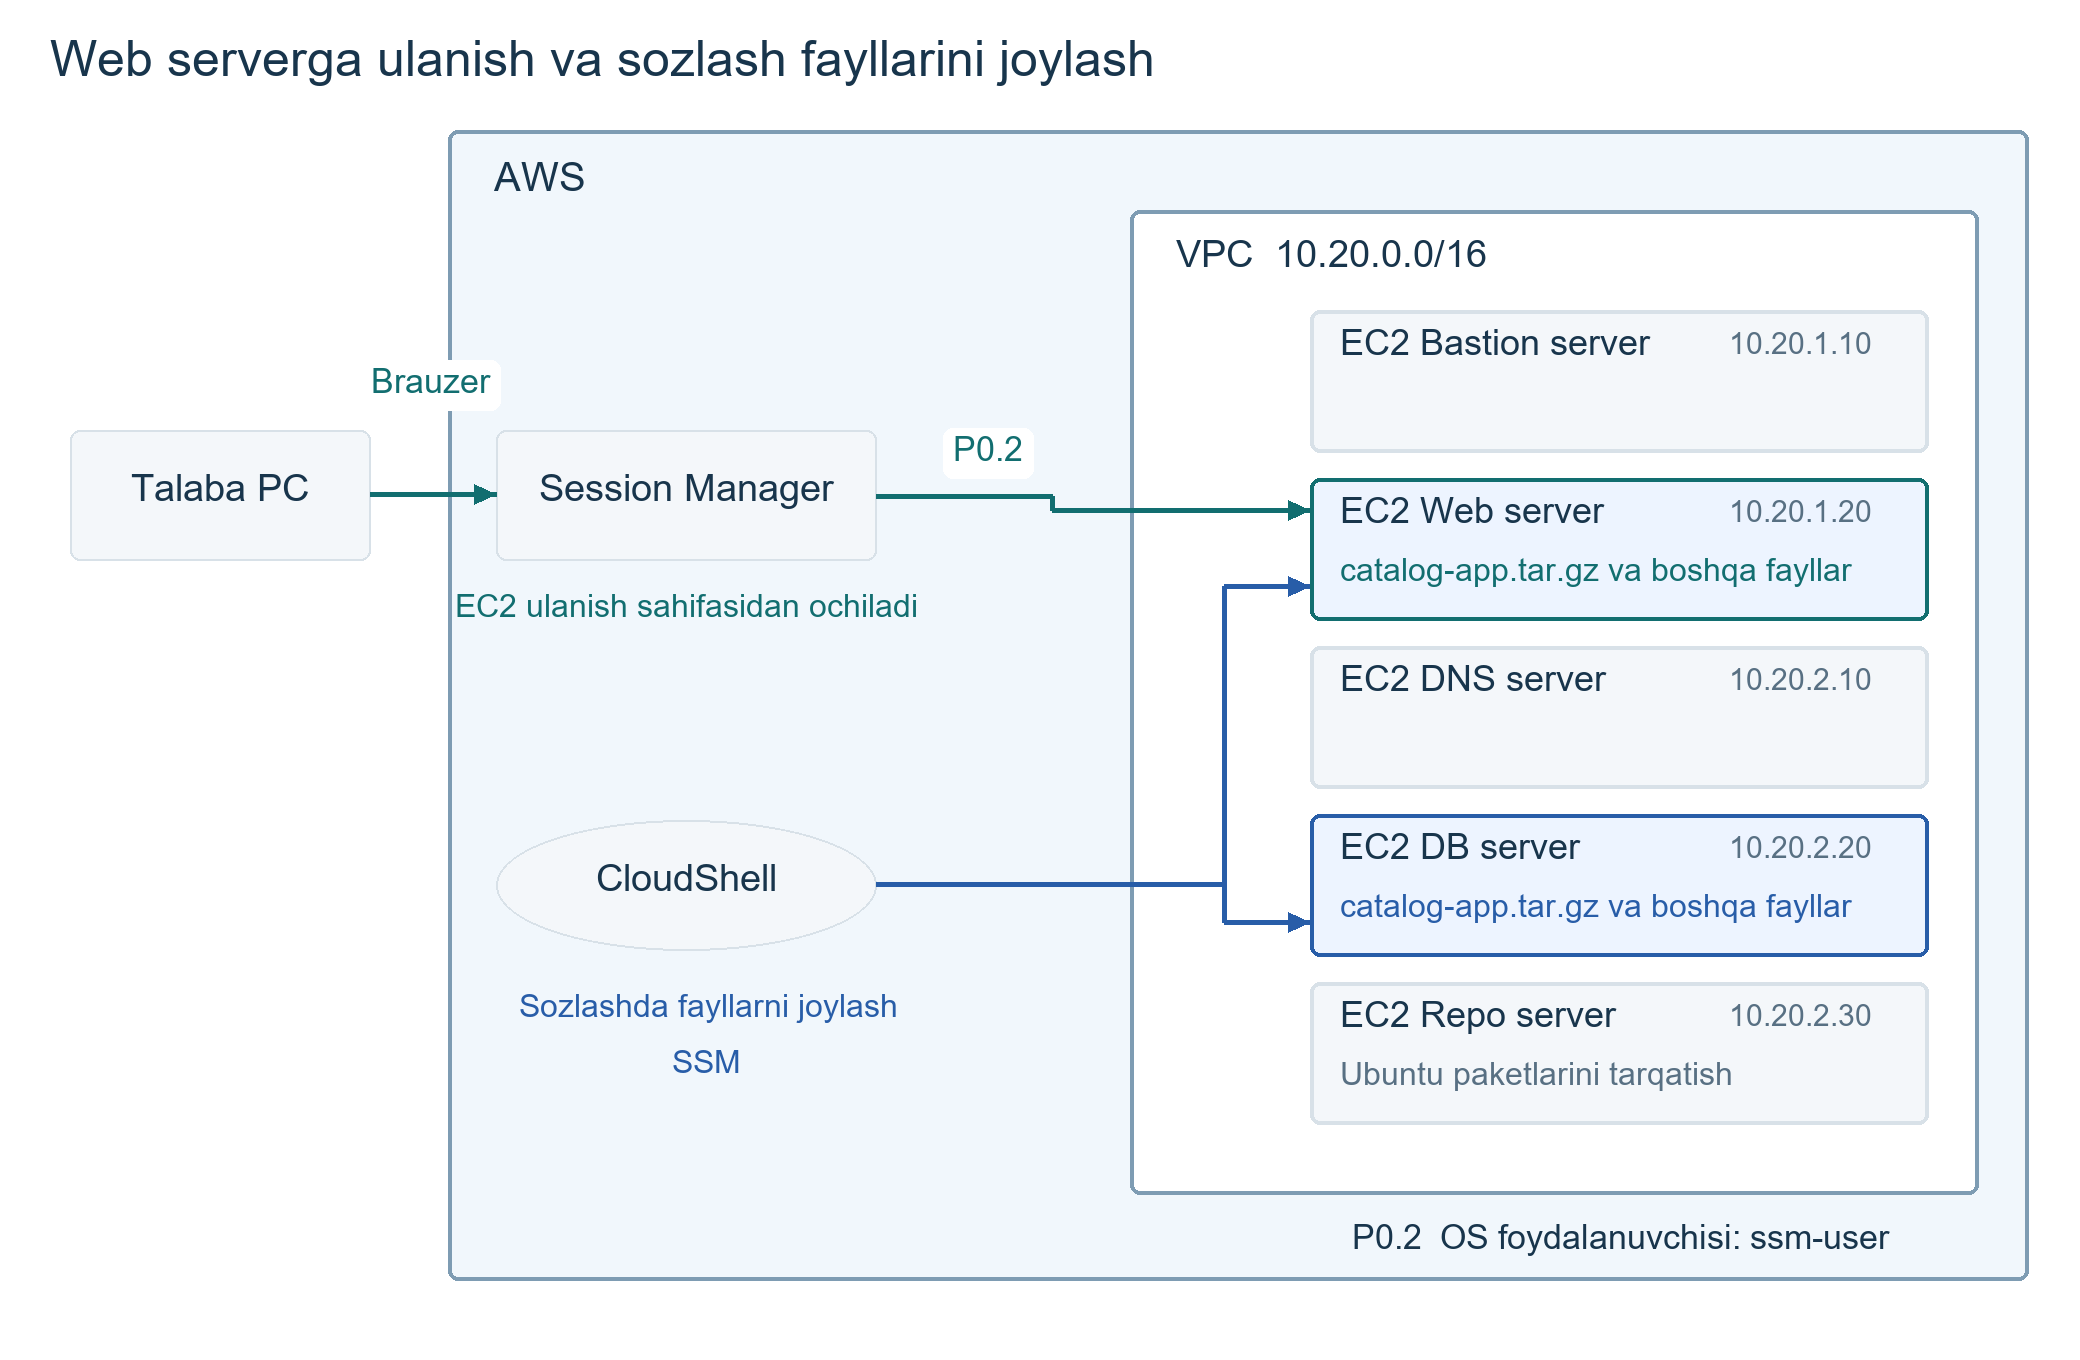 Web serverga ulanish va sozlash fayllarini joylash
AWS
VPC  10.20.0.0/16
EC2 Bastion server 10.20.1.10
Brauzer
Talaba PC
Session Manager
P0.2
EC2 Web server 10.20.1.20
catalog-app.tar.gz va boshqa fayllar
EC2 ulanish sahifasidan ochiladi
EC2 DNS server 10.20.2.10
CloudShell
EC2 DB server 10.20.2.20
catalog-app.tar.gz va boshqa fayllar
Sozlashda fayllarni joylash
SSM
EC2 Repo server 10.20.2.30
Ubuntu paketlarini tarqatish
P0.2  OS foydalanuvchisi: ssm-user